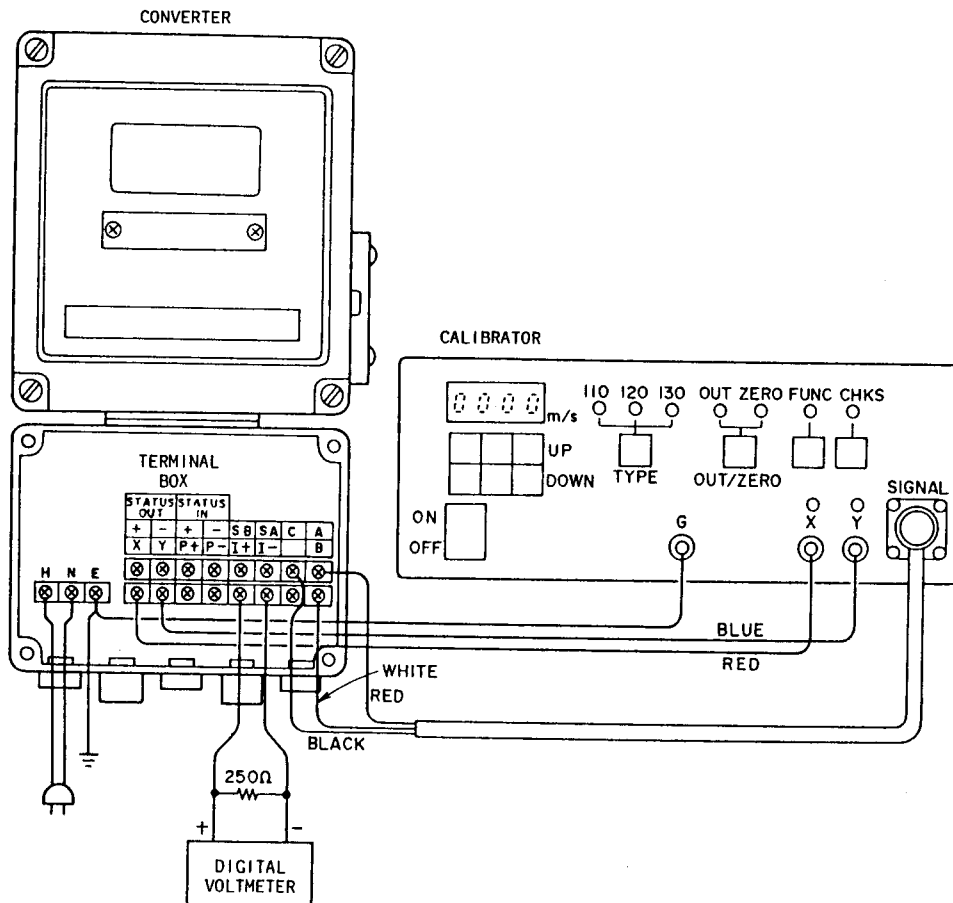 CONVERTER
CALIBRATOR
0000
m/s
UP
DOWN
110 120 130
TYPE
OUT ZERO
OUT/ZERO
FUNC CHKS
ON
OFF
G
X
Y
SIGNAL
TERMINAL
BOX
STATUS OUT
STATUS IN
+ - + - SB SA C A
X Y P+ P- I+ I- B
H N E
BLUE
RED
WHITE
RED
BLACK
250Ω
+ -
DIGITAL
VOLTMETER